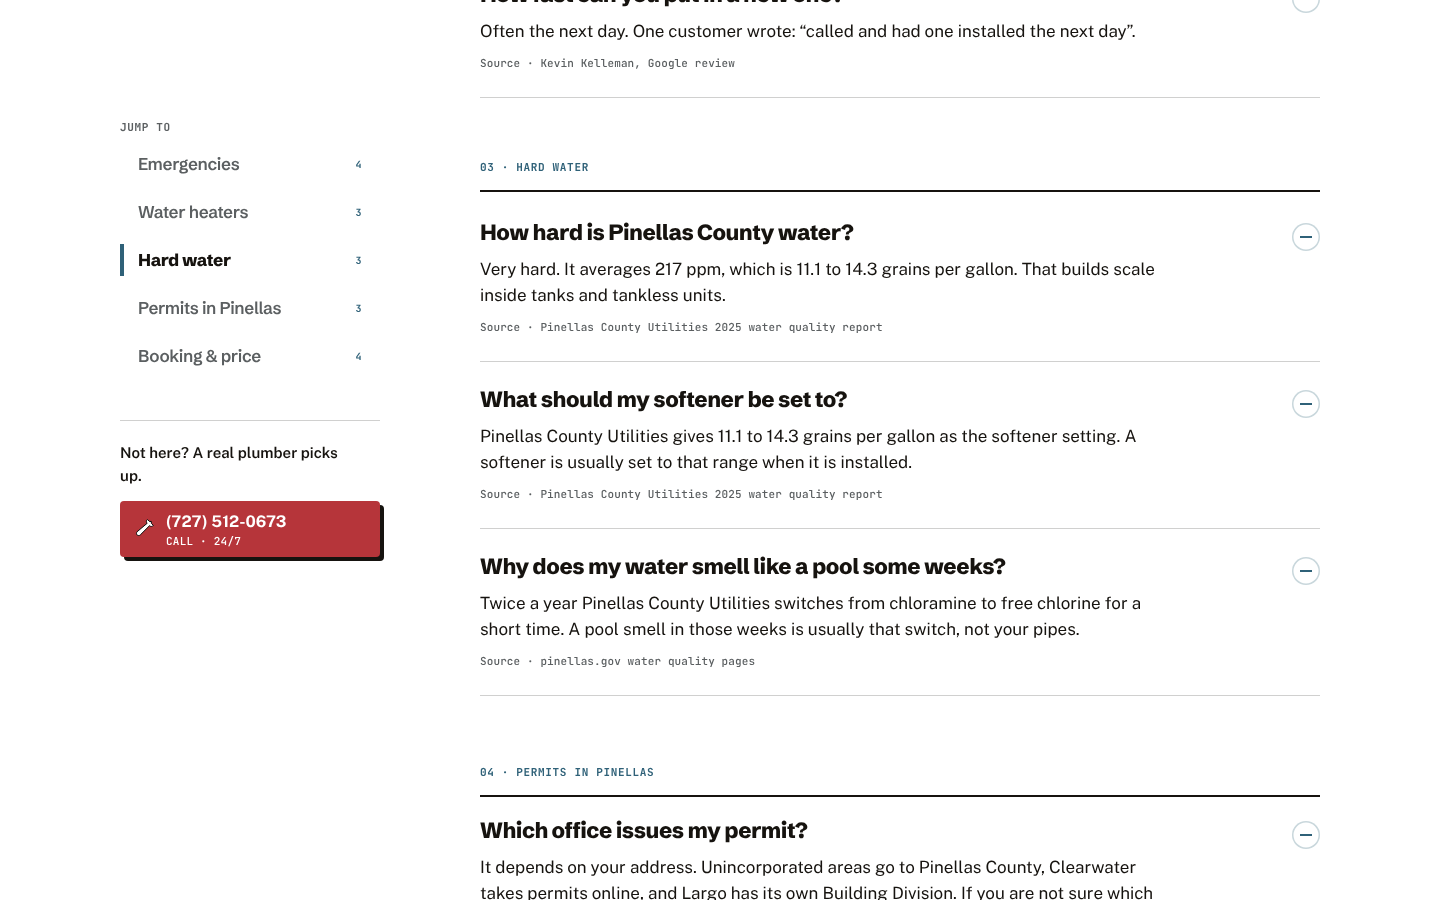 How fast can you put in a new one?
Often the next day. One customer wrote: “called and had one installed the next day”.
Source · Kevin Kelleman, Google review
JUMP TO
Emergencies 4
Water heaters 3
Hard water 3
Permits in Pinellas 3
Booking & price 4
Not here? A real plumber picks
up.
(727) 512-0673
CALL · 24/7
03 · HARD WATER
How hard is Pinellas County water?
Very hard. It averages 217 ppm, which is 11.1 to 14.3 grains per gallon. That builds scale
inside tanks and tankless units.
Source · Pinellas County Utilities 2025 water quality report
What should my softener be set to?
Pinellas County Utilities gives 11.1 to 14.3 grains per gallon as the softener setting. A
softener is usually set to that range when it is installed.
Source · Pinellas County Utilities 2025 water quality report
Why does my water smell like a pool some weeks?
Twice a year Pinellas County Utilities switches from chloramine to free chlorine for a
short time. A pool smell in those weeks is usually that switch, not your pipes.
Source · pinellas.gov water quality pages
04 · PERMITS IN PINELLAS
Which office issues my permit?
It depends on your address. Unincorporated areas go to Pinellas County, Clearwater
takes permits online, and Largo has its own Building Division. If you are not sure which